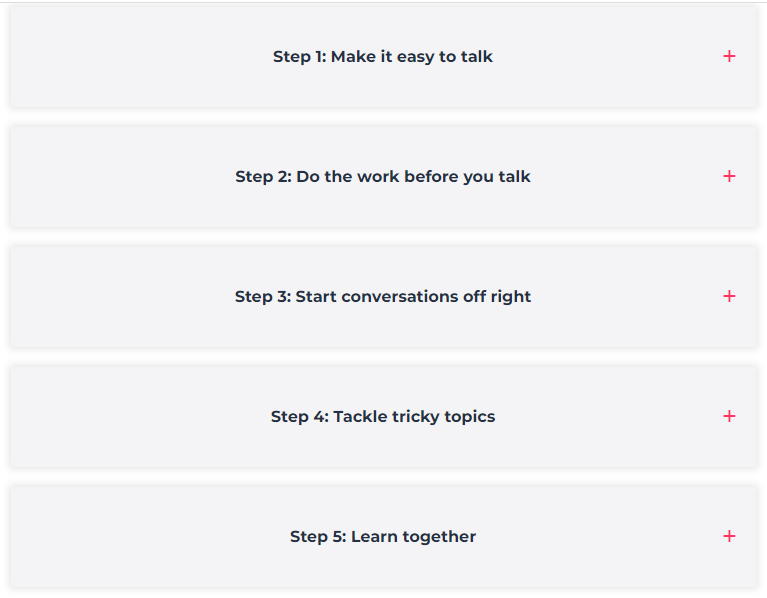 Step 1: Make it easy to talk +
Step 2: Do the work before you talk +
Step 3: Start conversations off right +
Step 4: Tackle tricky topics +
Step 5: Learn together +